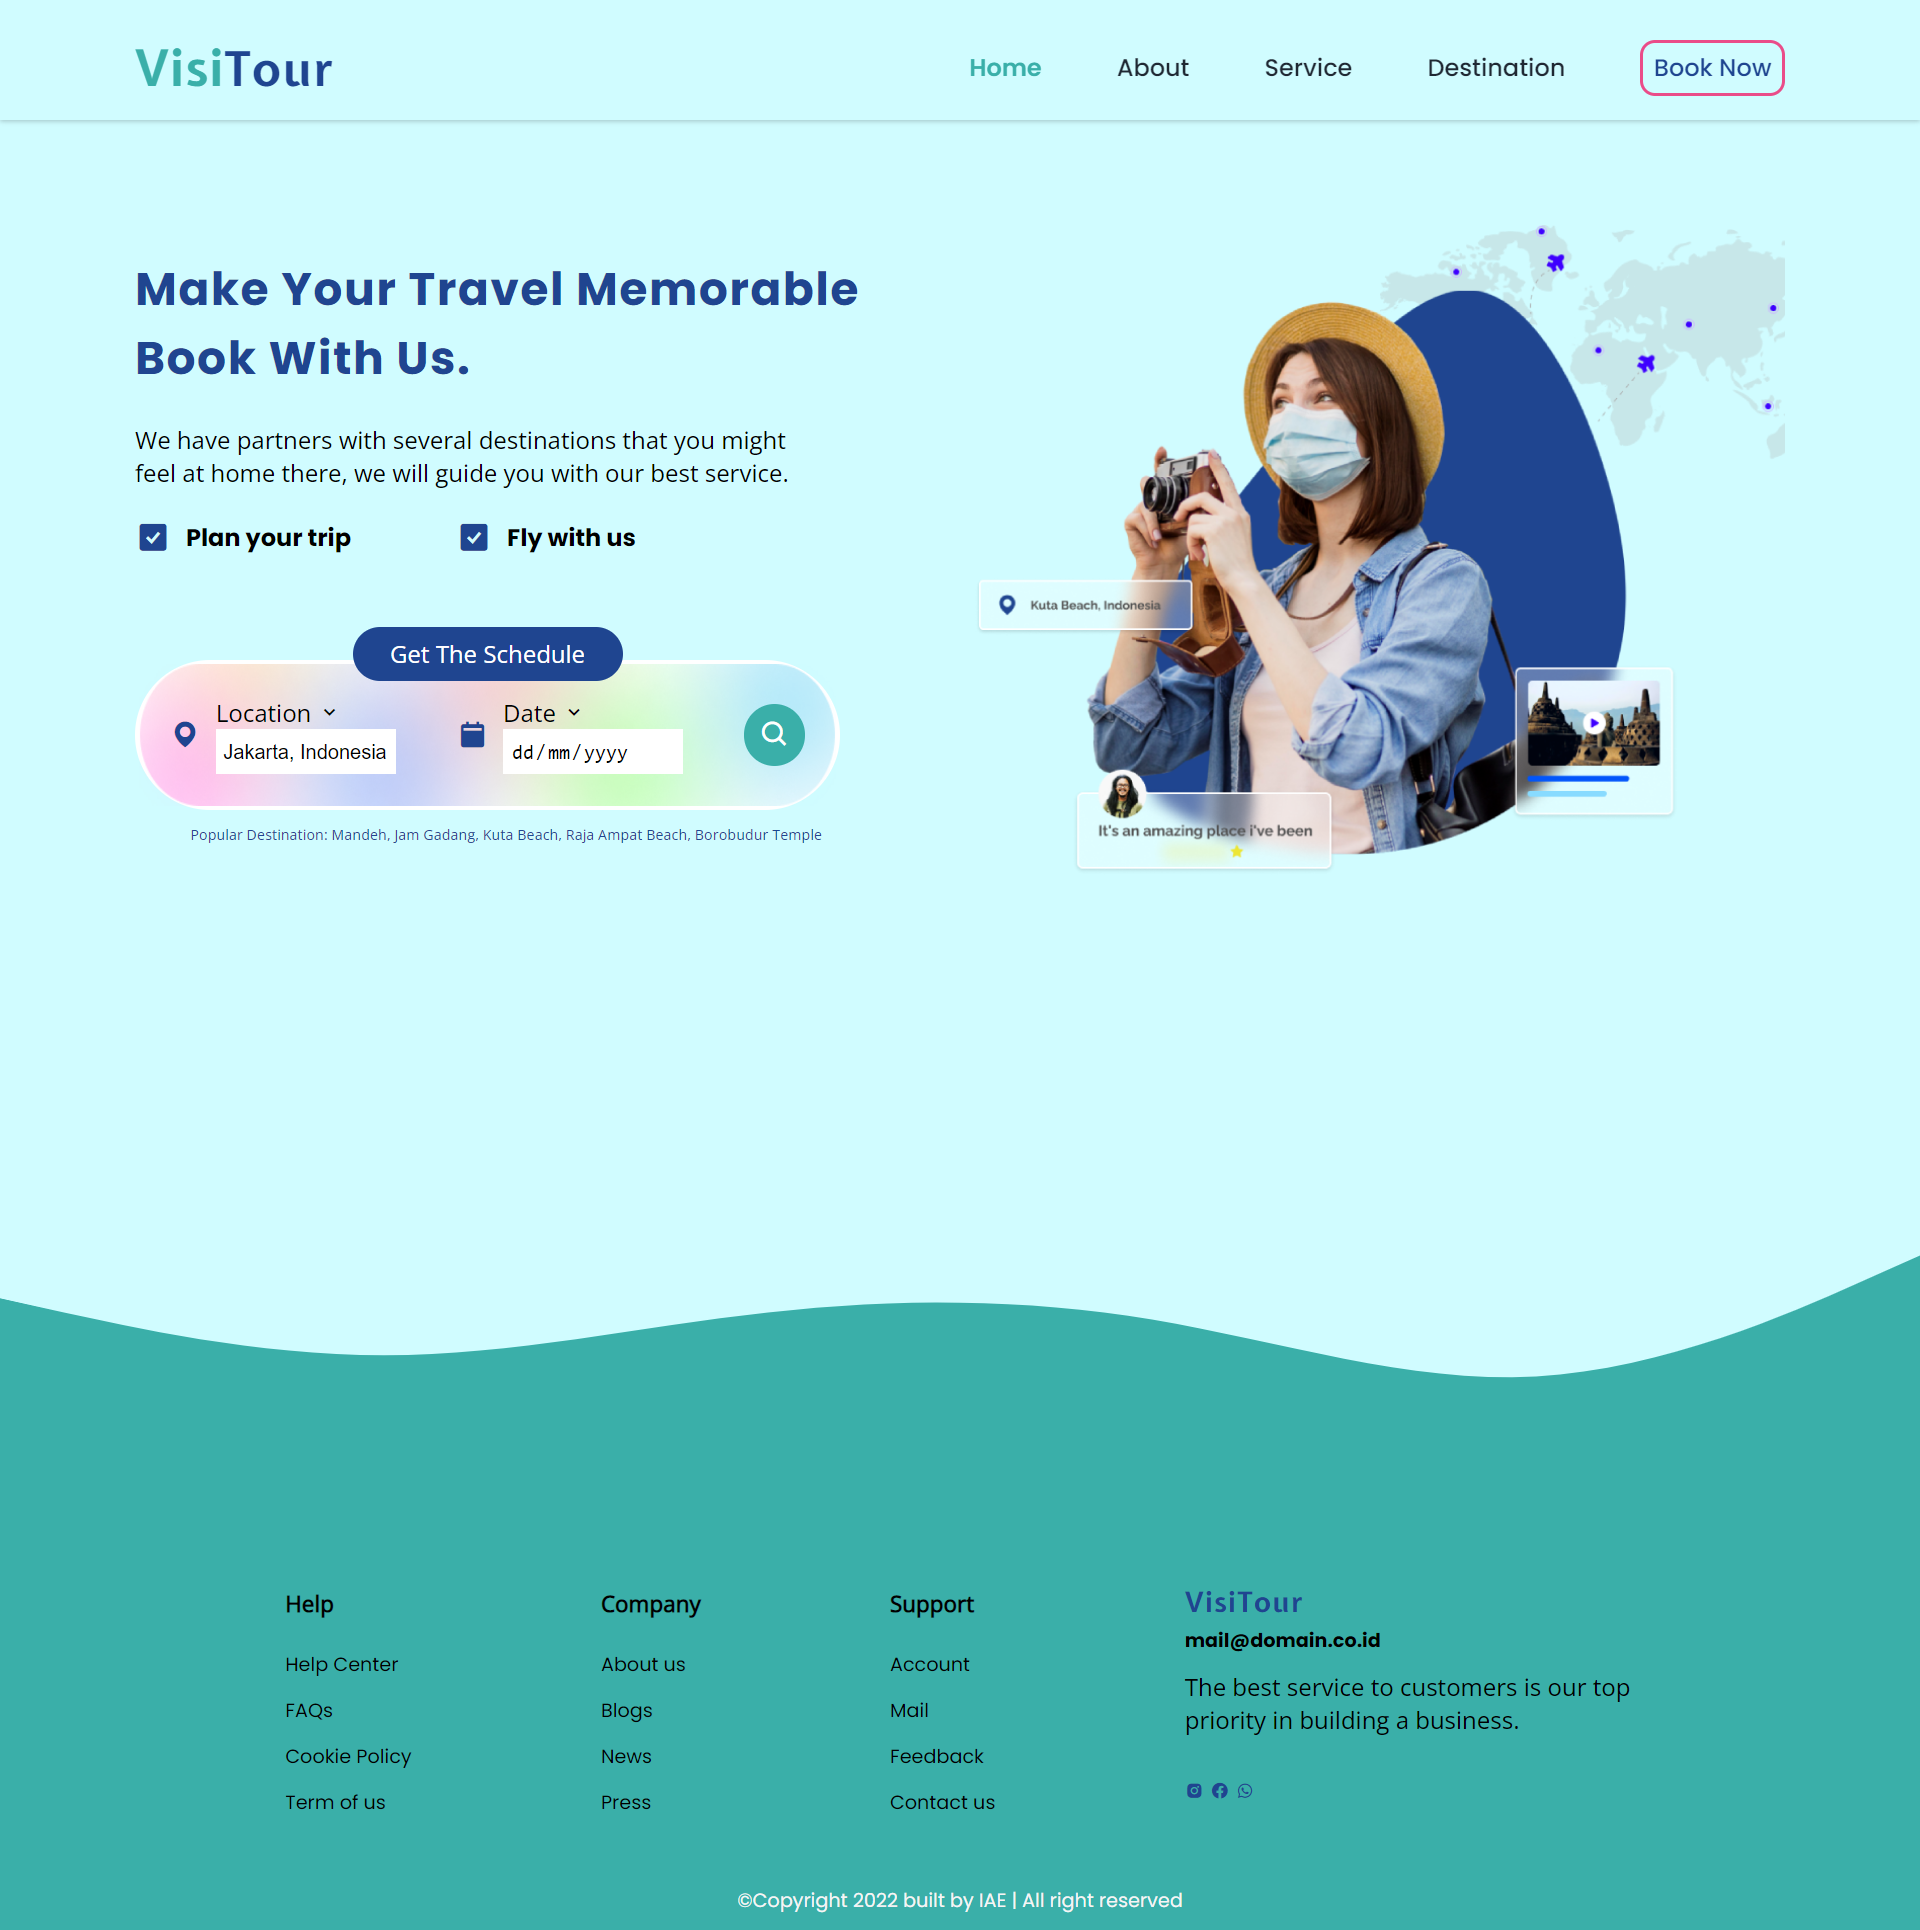 VisiTour
Home
About
Service
Destination
Book Now
Make Your Travel Memorable
Book With Us.
We have partners with several destinations that you might
feel at home there, we will guide you with our best service.
Plan your trip
Fly with us
Get The Schedule
Location
Date
Jakarta, Indonesia
dd/mm/yyyy
Popular Destination: Mandeh, Jam Gadang, Kuta Beach, Raja Ampat Beach, Borobudur Temple
Kuta Beach, Indonesia
It's an amazing place i've been
Help
Help Center
FAQs
Cookie Policy
Term of us
Company
About us
Blogs
News
Press
Support
Account
Mail
Feedback
Contact us
VisiTour
mail@domain.co.id
The best service to customers is our top
priority in building a business.
©Copyright 2022 built by IAE | All right reserved